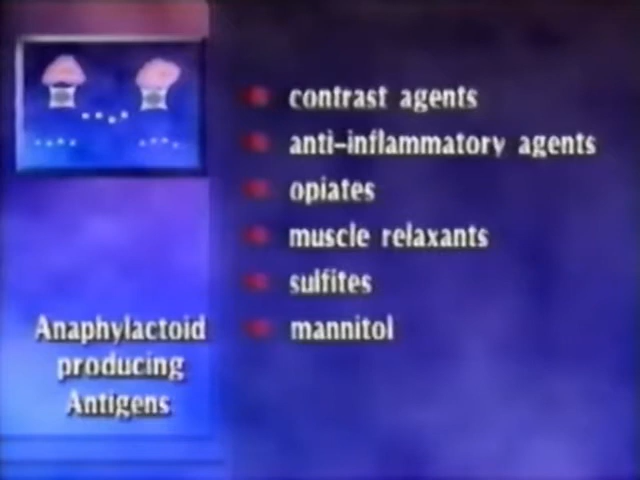 contrast agents
anti-inflammatory agents
opiates
muscle relaxants
sulfites
mannitol
Anaphylactoid
producing
Antigens